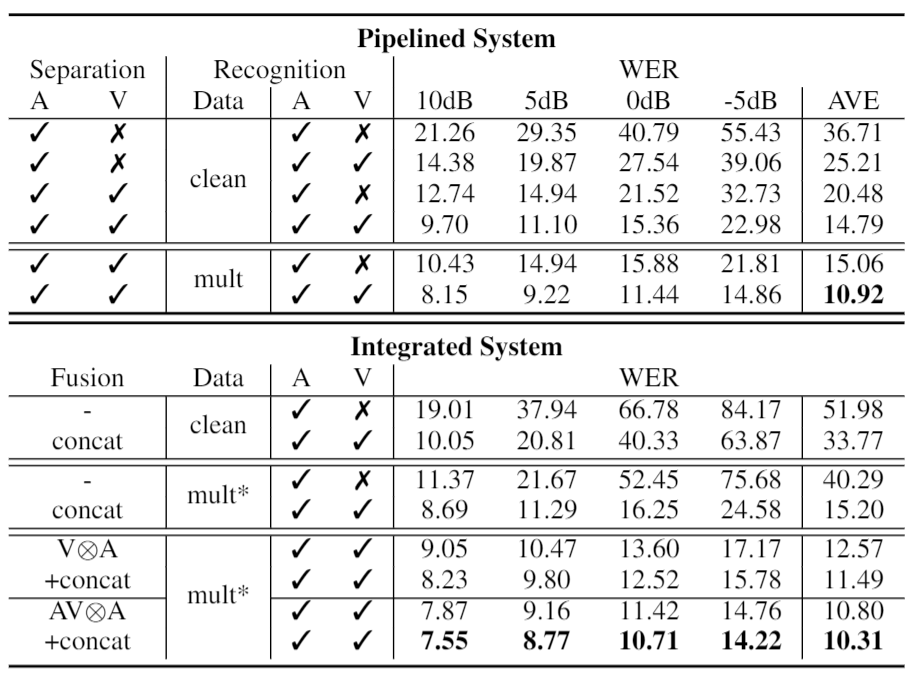 Pipelined System
Separation Recognition WER
A V Data A V 10dB 5dB 0dB -5dB AVE
✓ ✗ clean ✓ ✗ 21.26 29.35 40.79 55.43 36.71
✓ ✗ ✓ ✓ 14.38 19.87 27.54 39.06 25.21
✓ ✓ ✓ ✗ 12.74 14.94 21.52 32.73 20.48
✓ ✓ ✓ ✓ 9.70 11.10 15.36 22.98 14.79
✓ ✓ mult ✓ ✗ 10.43 14.94 15.88 21.81 15.06
✓ ✓ ✓ ✓ 8.15 9.22 11.44 14.86 10.92
Integrated System
Fusion Data A V WER
- clean ✓ ✗ 19.01 37.94 66.78 84.17 51.98
concat ✓ ✓ 10.05 20.81 40.33 63.87 33.77
- mult* ✓ ✗ 11.37 21.67 52.45 75.68 40.29
concat ✓ ✓ 8.69 11.29 16.25 24.58 15.20
V⊗A mult* ✓ ✓ 9.05 10.47 13.60 17.17 12.57
+concat ✓ ✓ 8.23 9.80 12.52 15.78 11.49
AV⊗A ✓ ✓ 7.87 9.16 11.42 14.76 10.80
+concat ✓ ✓ 7.55 8.77 10.71 14.22 10.31